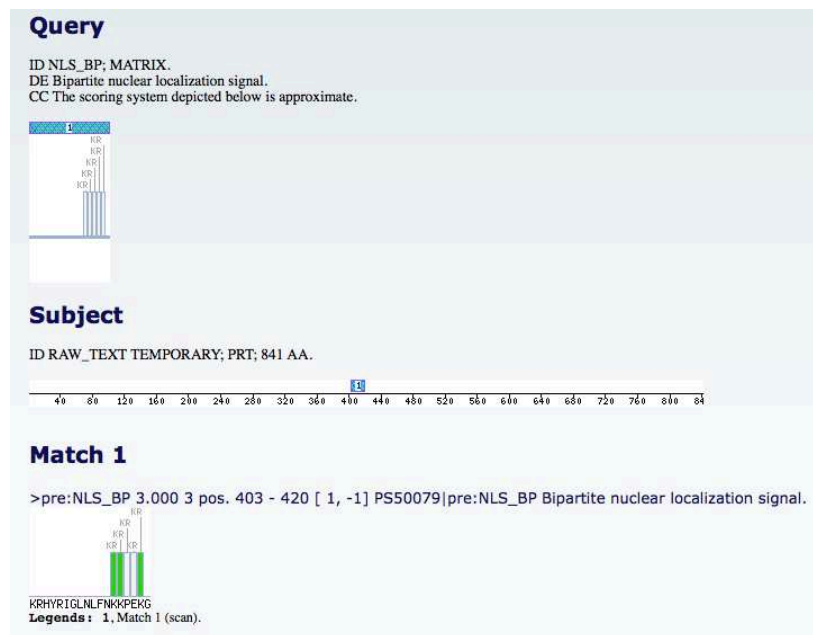 Query
ID NLS_BP; MATRIX.
DE Bipartite nuclear localization signal.
CC The scoring system depicted below is approximate.
1
KR
KR
KR
KR
KR
Subject
ID RAW_TEXT TEMPORARY; PRT; 841 AA.
1
40 80 120 160 200 240 280 320 360 400 440 480 520 560 600 640 680 720 760 800 84
Match 1
>pre:NLS_BP 3.000 3 pos. 403 - 420 [ 1, -1] PS50079|pre:NLS_BP Bipartite nuclear localization signal.
KR
KR
KR
KR KR
KRHYRIGLNLFNKKPEKG
Legends: 1, Match 1 (scan).